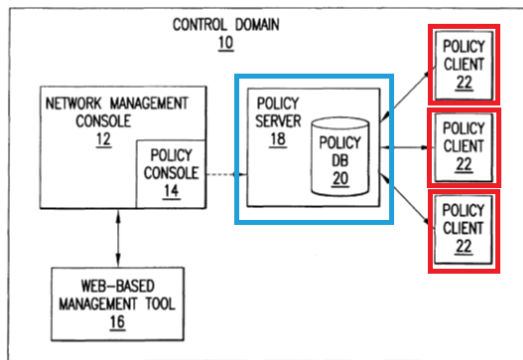 CONTROL DOMAIN
10
NETWORK MANAGEMENT
CONSOLE
12
POLICY
CONSOLE
14
WEB-BASED
MANAGEMENT TOOL
16
POLICY
SERVER
18
POLICY
DB
20
POLICY
CLIENT
22
POLICY
CLIENT
22
POLICY
CLIENT
22